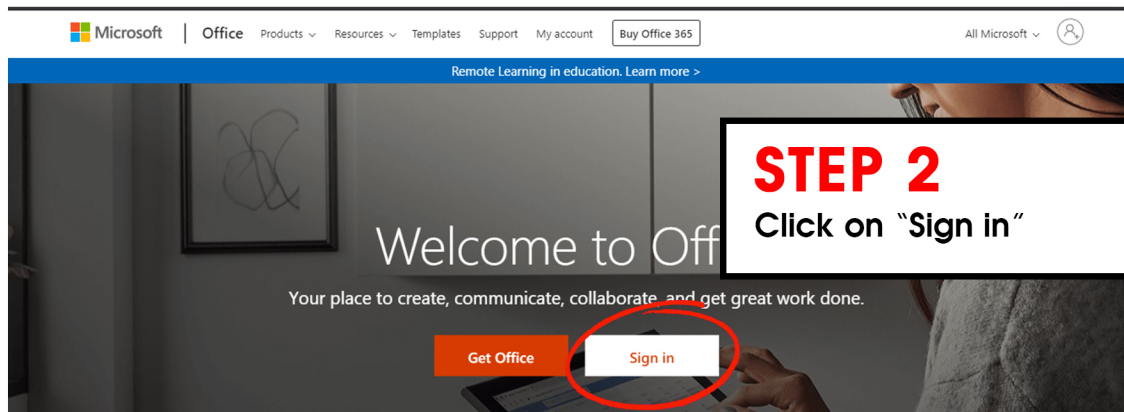 Microsoft | Office Products Resources Templates Support My account Buy Office 365 All Microsoft
Remote Learning in education. Learn more >
STEP 2
Click on “Sign in”
Welcome to Off
Your place to create, communicate, collaborate, and get great work done.
Get Office Sign in